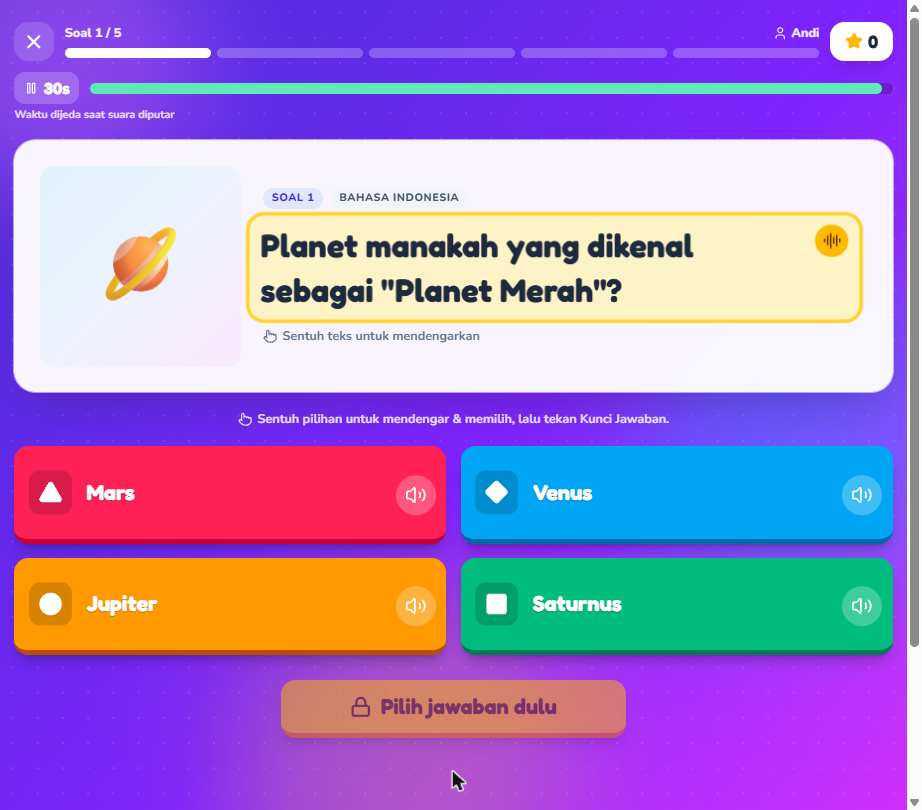 Soal 1 / 5
Andi
0
30s
Waktu dijeda saat suara diputar
SOAL 1
BAHASA INDONESIA
Planet manakah yang dikenal
sebagai "Planet Merah"?
Sentuh teks untuk mendengarkan
Sentuh pilihan untuk mendengar & memilih, lalu tekan Kunci Jawaban.
Mars
Venus
Jupiter
Saturnus
Pilih jawaban dulu